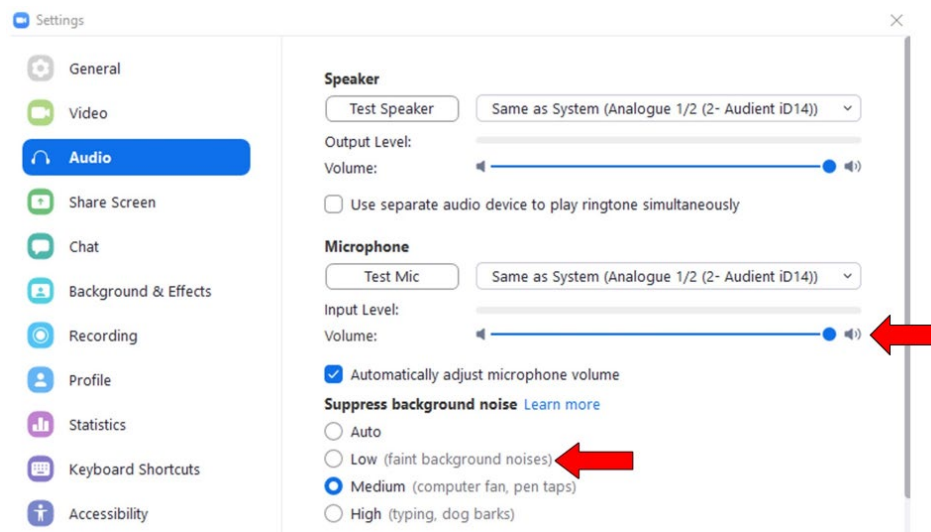 Settings
General
Video
Audio
Share Screen
Chat
Background & Effects
Recording
Profile
Statistics
Keyboard Shortcuts
Accessibility
Speaker
Test Speaker Same as System (Analogue 1/2 (2- Audient iD14))
Output Level:
Volume:
Use separate audio device to play ringtone simultaneously
Microphone
Test Mic Same as System (Analogue 1/2 (2- Audient iD14))
Input Level:
Volume:
Automatically adjust microphone volume
Suppress background noise Learn more
Auto
Low (faint background noises)
Medium (computer fan, pen taps)
High (typing, dog barks)